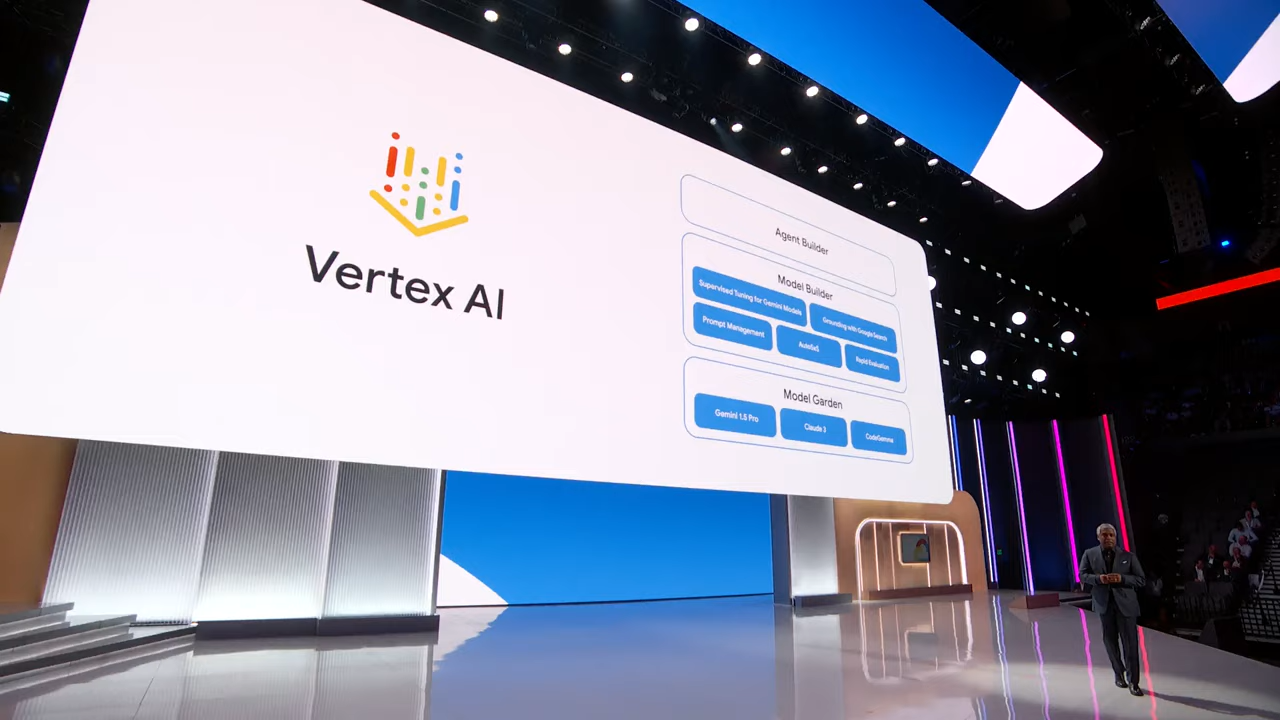 Vertex AI
Agent Builder
Model Builder
Supervised Tuning for Gemini Models
Grounding with Google Search
Prompt Management
AutoSxS
Rapid Evaluation
Model Garden
Gemini 1.5 Pro
Claude 3
CodeGemma